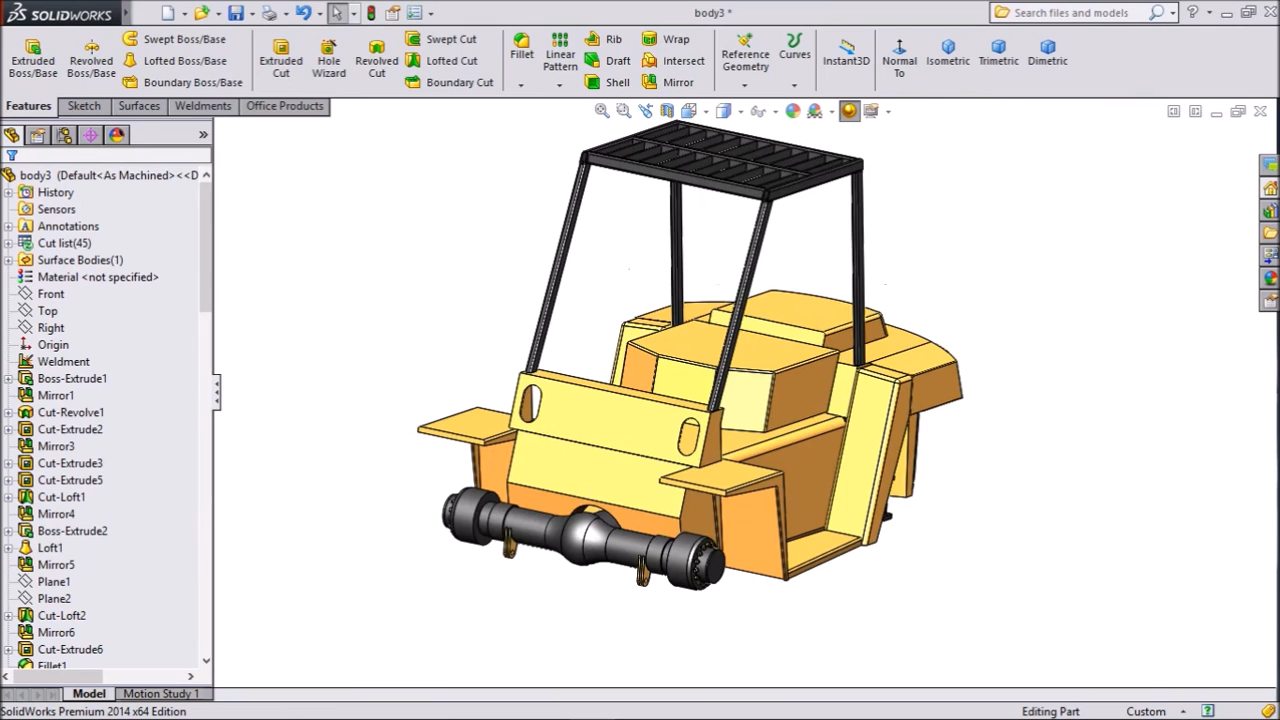 SOLIDWORKS
body3 *
Search files and models
Extruded Boss/Base
Revolved Boss/Base
Swept Boss/Base
Lofted Boss/Base
Boundary Boss/Base
Extruded Cut
Hole Wizard
Revolved Cut
Swept Cut
Lofted Cut
Boundary Cut
Fillet
Linear Pattern
Rib
Draft
Shell
Wrap
Intersect
Mirror
Reference Geometry
Curves
Instant3D
Normal To
Isometric
Trimetric
Dimetric
Features Sketch Surfaces Weldments Office Products
body3 (Default<As Machined><<D
History
Sensors
Annotations
Cut list(45)
Surface Bodies(1)
Material <not specified>
Front
Top
Right
Origin
Weldment
Boss-Extrude1
Mirror1
Cut-Revolve1
Cut-Extrude2
Mirror3
Cut-Extrude3
Cut-Extrude5
Cut-Loft1
Mirror4
Boss-Extrude2
Loft1
Mirror5
Plane1
Plane2
Cut-Loft2
Mirror6
Cut-Extrude6
Fillet1
Model Motion Study 1
SolidWorks Premium 2014 x64 Edition
Editing Part
Custom